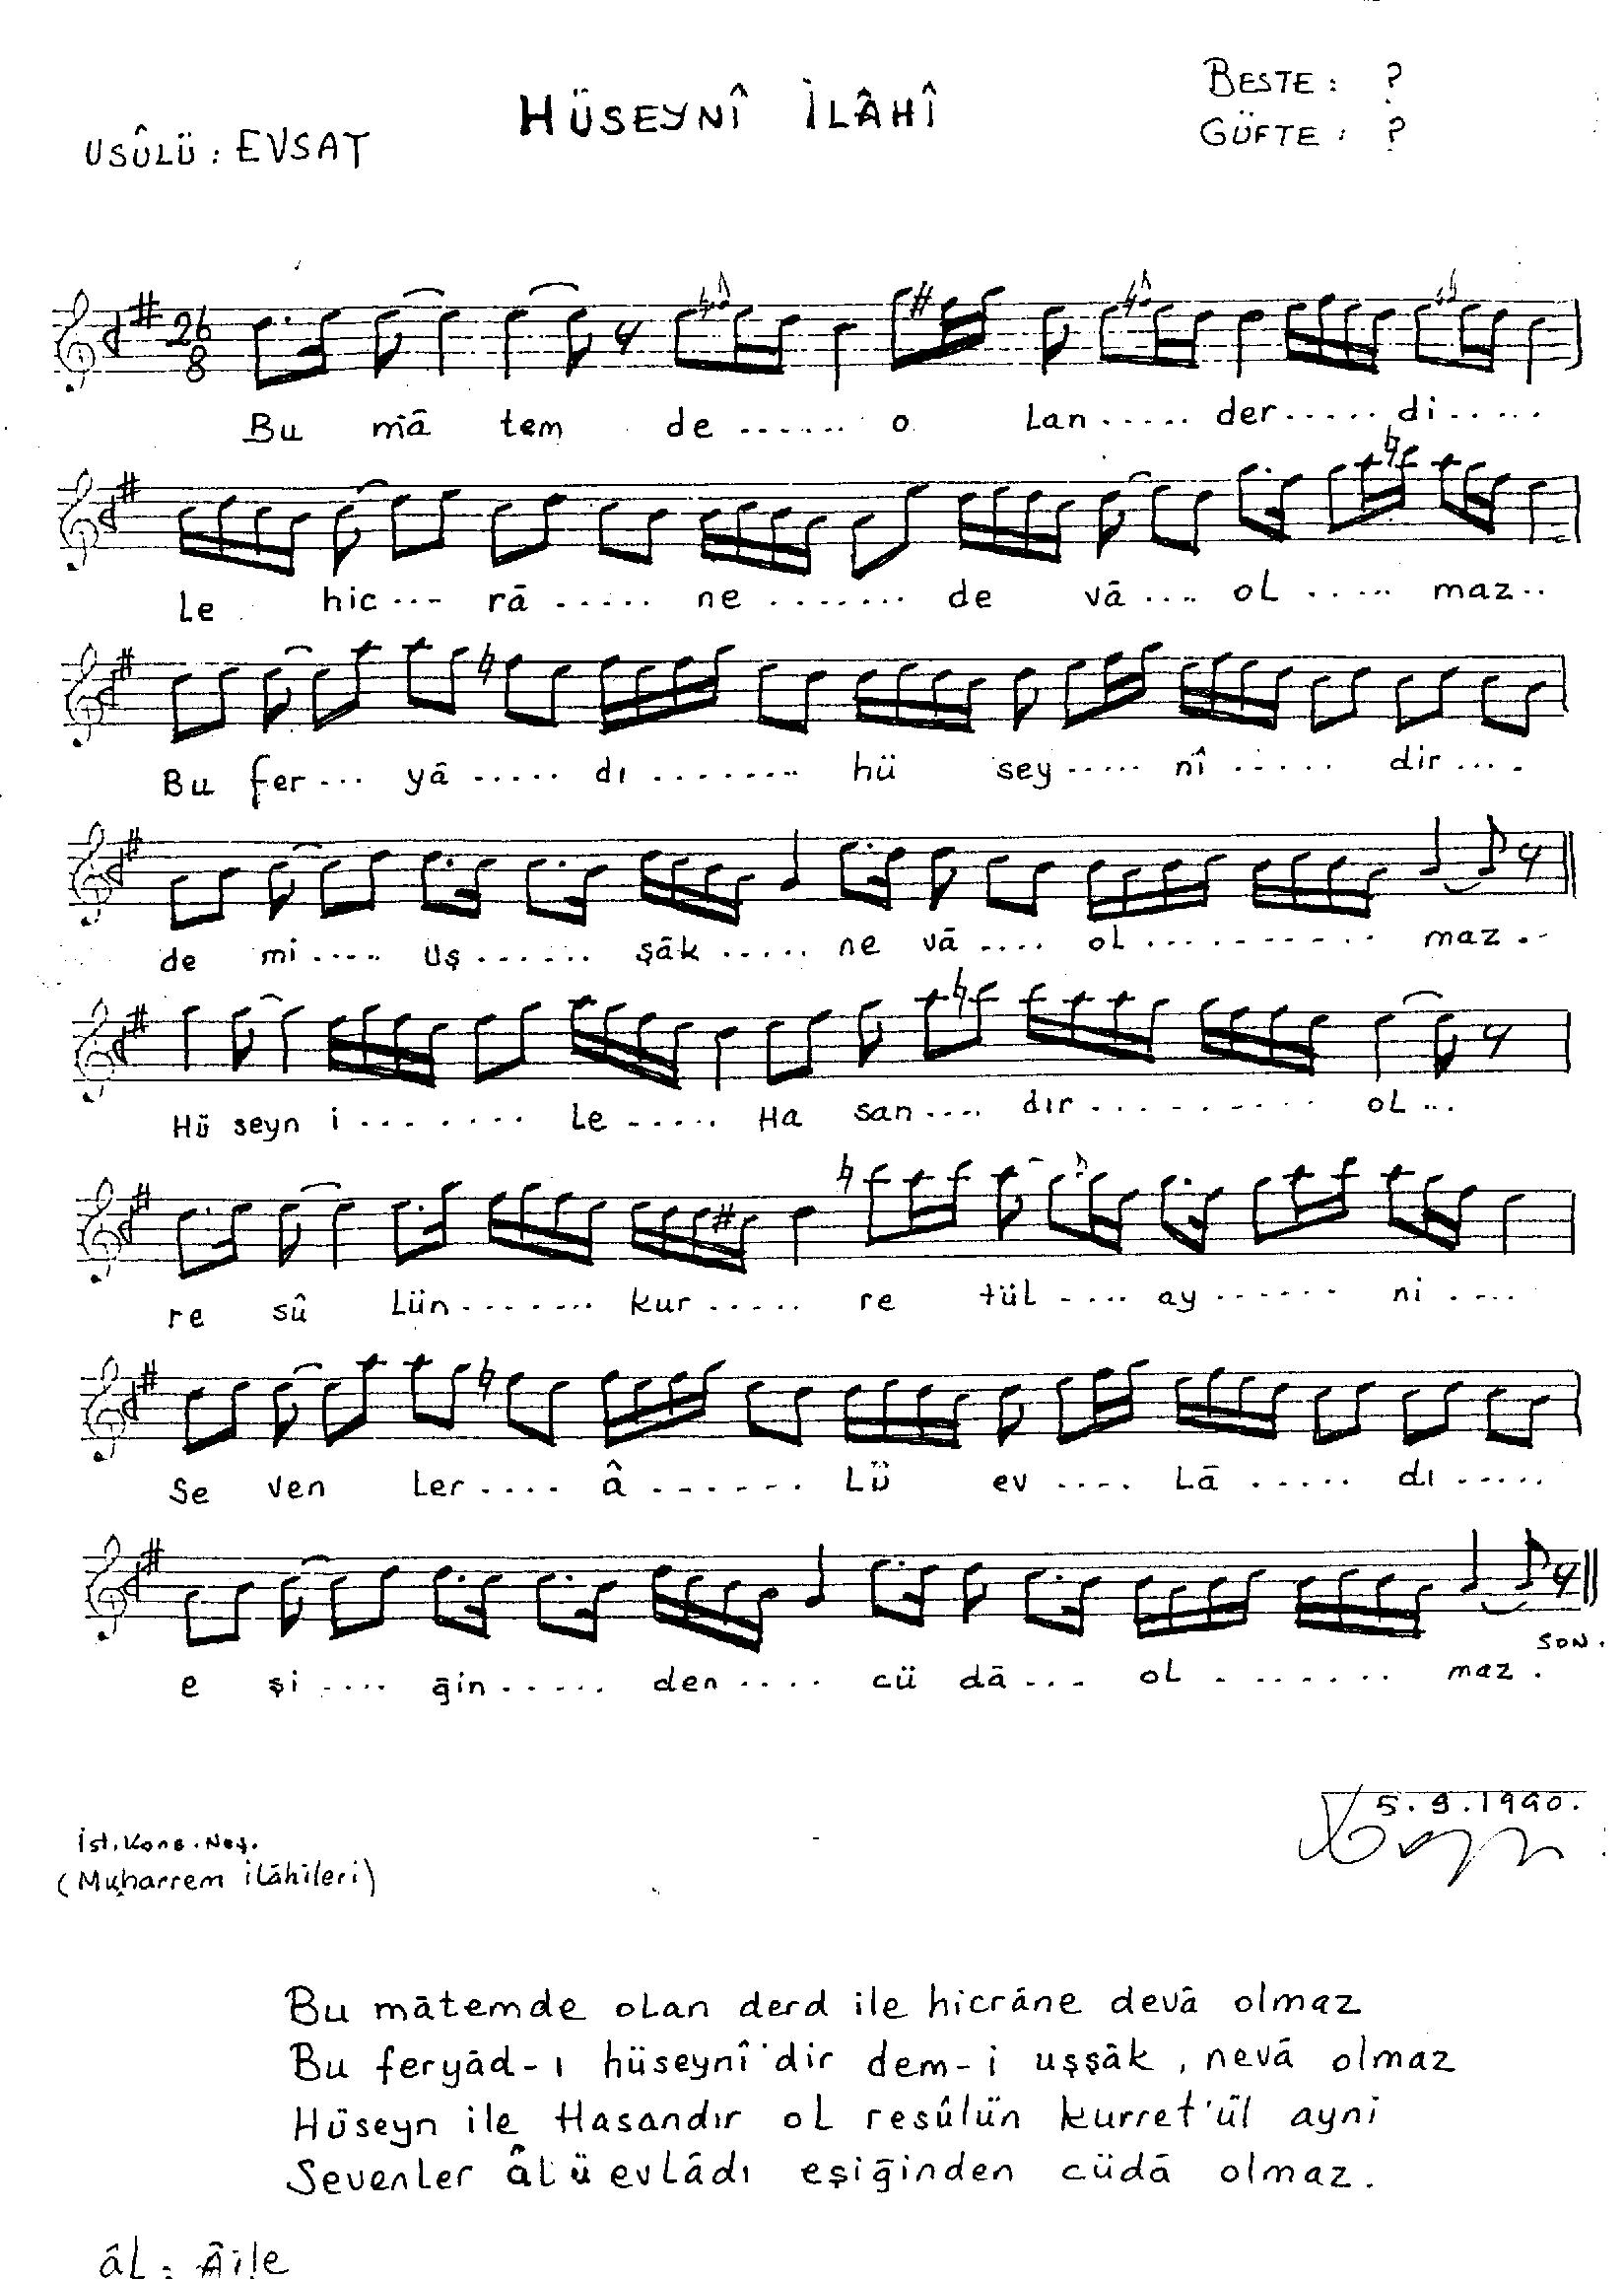 BESTE : ?
HÜSEYNÎ İLÂHÎ
GÜFTE : ?
USÛLÜ : EVSAT
26
8
Bu mā tem de ...... o Lan ..... der ..... di .....
Le hic ... rā ..... ne ....... de vā .... oL ..... maz..
Bu fer ... yā ..... dı ........ hü sey ..... nî ..... dir ....
de mi ..... uş ...... şāk ..... ne vā .... oL .......... maz ..
Hü seyn i ........ Le ..... Ha san .... dır .......... oL ...
re sû Lün ....... kur ..... re tül .... ay ...... ni ....
Se ven Ler .... â ....... Lü ev .... Lā ..... dı .....
SON.
e şi .... ğin ..... den .... cü dā ... oL ....... maz .
5.9.1990.
İst. Kons. Neş.
(Muharrem ilāhileri)
Bu mātemde oLan derd ile hicrāne devā olmaz
Bu feryād-ı hüseynî'dir dem-i uşşāk, nevā olmaz
Hüseyn ile Hasandır oL resûlün kurret'ül ayni
Sevenler âL ü evLādı eşiğinden cüdā olmaz.
âL : Âile